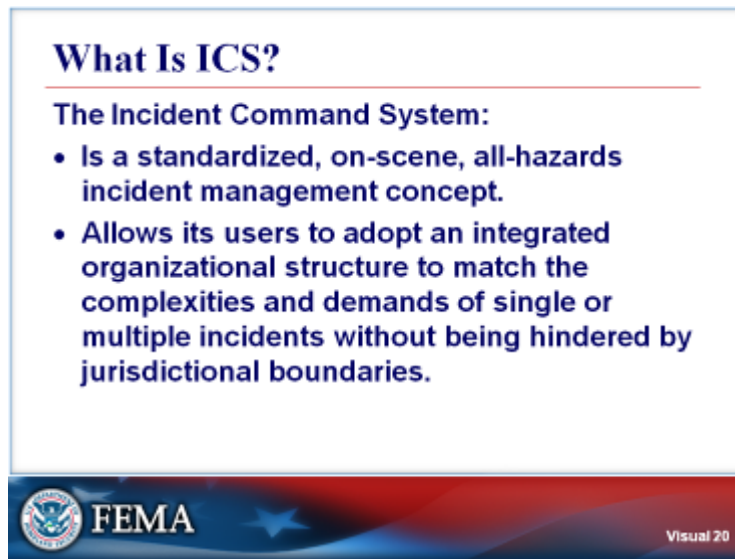 What Is ICS?
The Incident Command System:
• Is a standardized, on-scene, all-hazards
incident management concept.
• Allows its users to adopt an integrated
organizational structure to match the
complexities and demands of single or
multiple incidents without being hindered by
jurisdictional boundaries.
FEMA
Visual 20